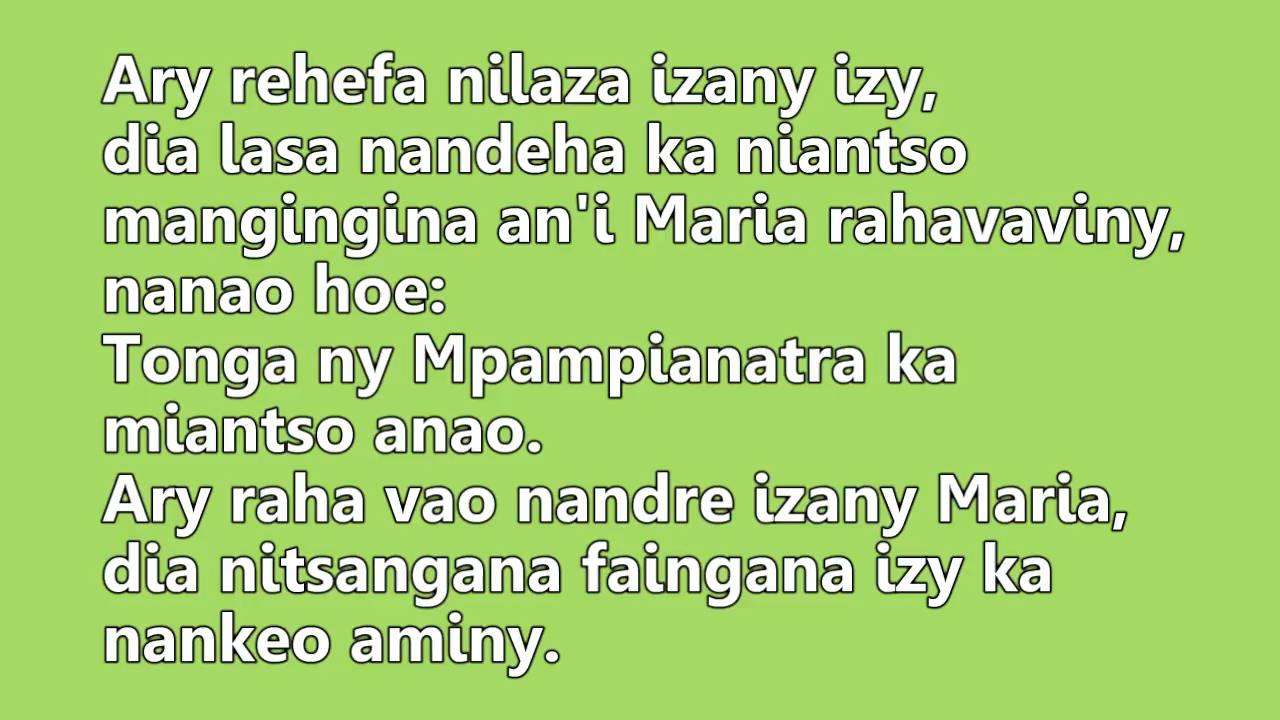 Ary rehefa nilaza izany izy,
dia lasa nandeha ka niantso
mangingina an'i Maria rahavaviny,
nanao hoe:
Tonga ny Mpampianatra ka
miantso anao.
Ary raha vao nandre izany Maria,
dia nitsangana faingana izy ka
nankeo aminy.